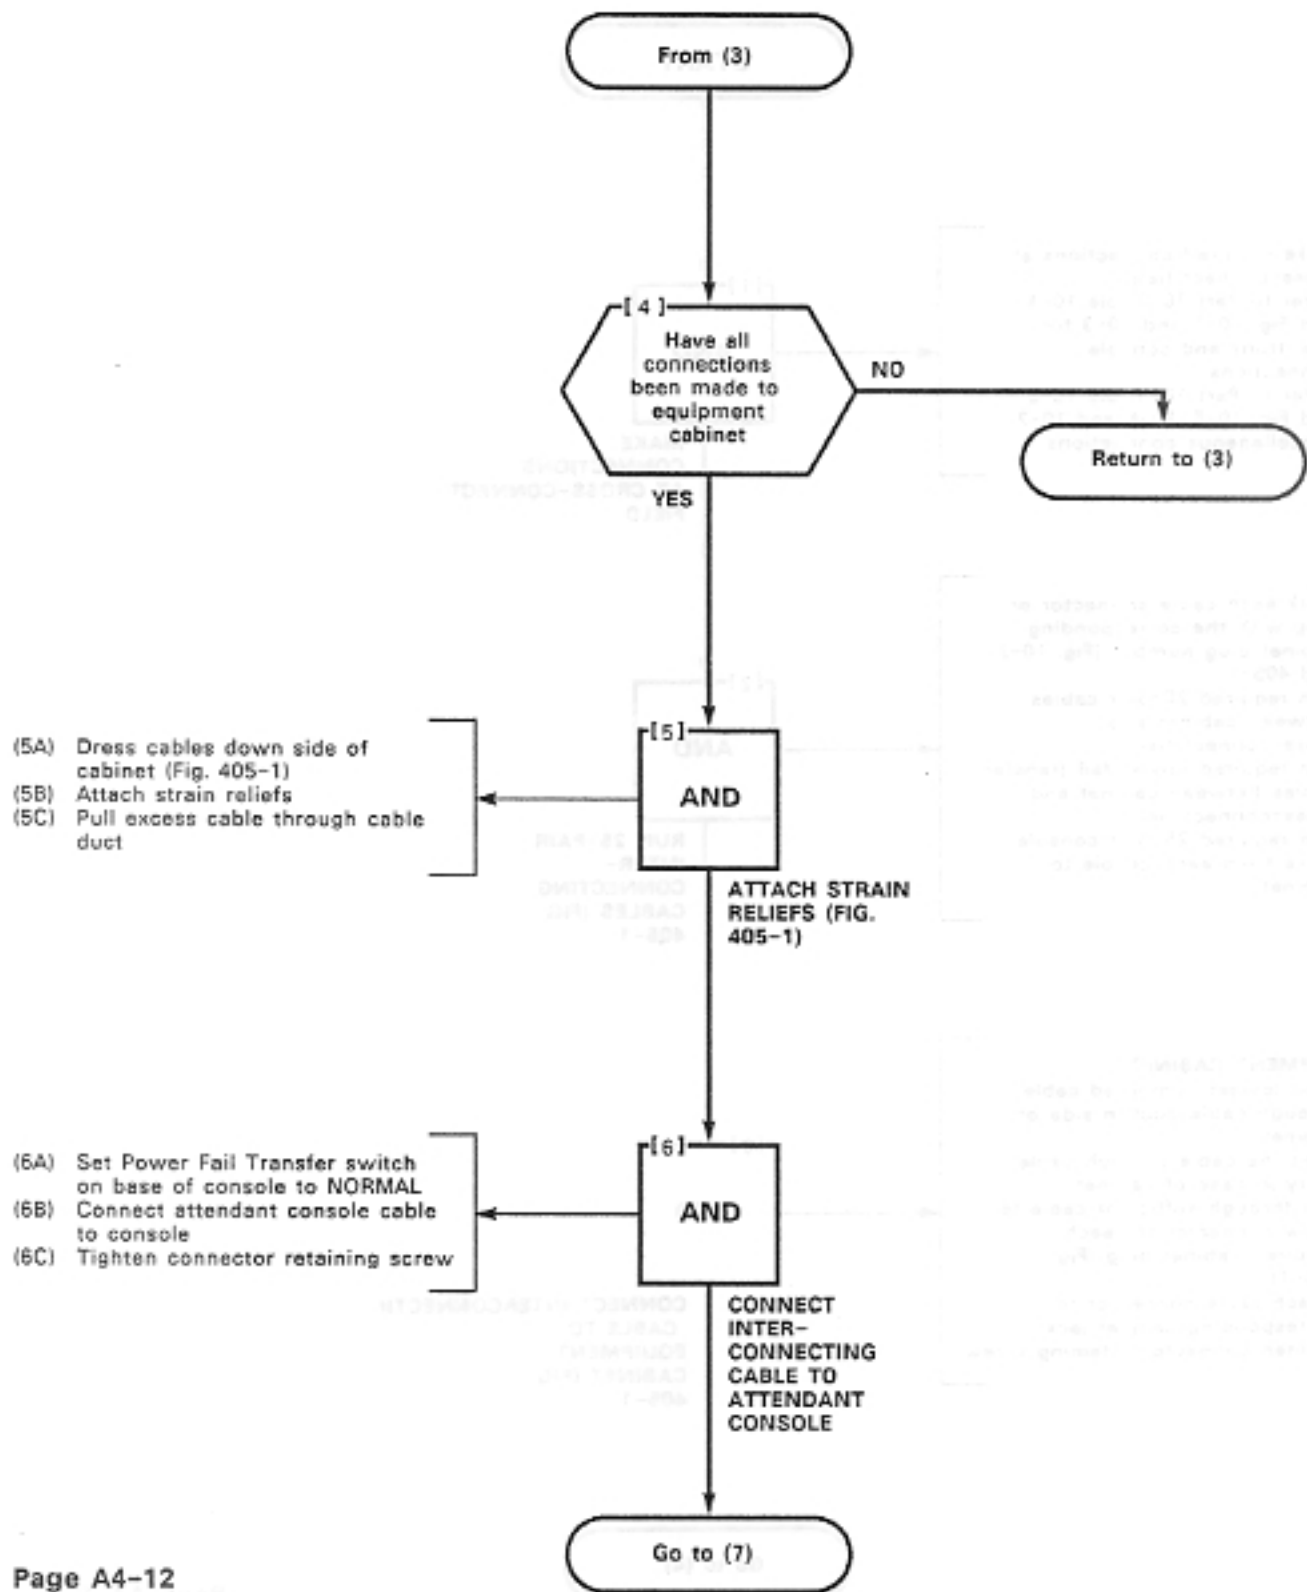 From (3)
[ 4 ]
Have all
connections
been made to
equipment
cabinet
NO
Return to (3)
YES
[5]
AND
(5A) Dress cables down side of
cabinet (Fig. 405-1)
(5B) Attach strain reliefs
(5C) Pull excess cable through cable
duct
ATTACH STRAIN
RELIEFS (FIG.
405-1)
[6]
AND
(6A) Set Power Fail Transfer switch
on base of console to NORMAL
(6B) Connect attendant console cable
to console
(6C) Tighten connector retaining screw
CONNECT
INTER-
CONNECTING
CABLE TO
ATTENDANT
CONSOLE
Go to (7)
Page A4-12